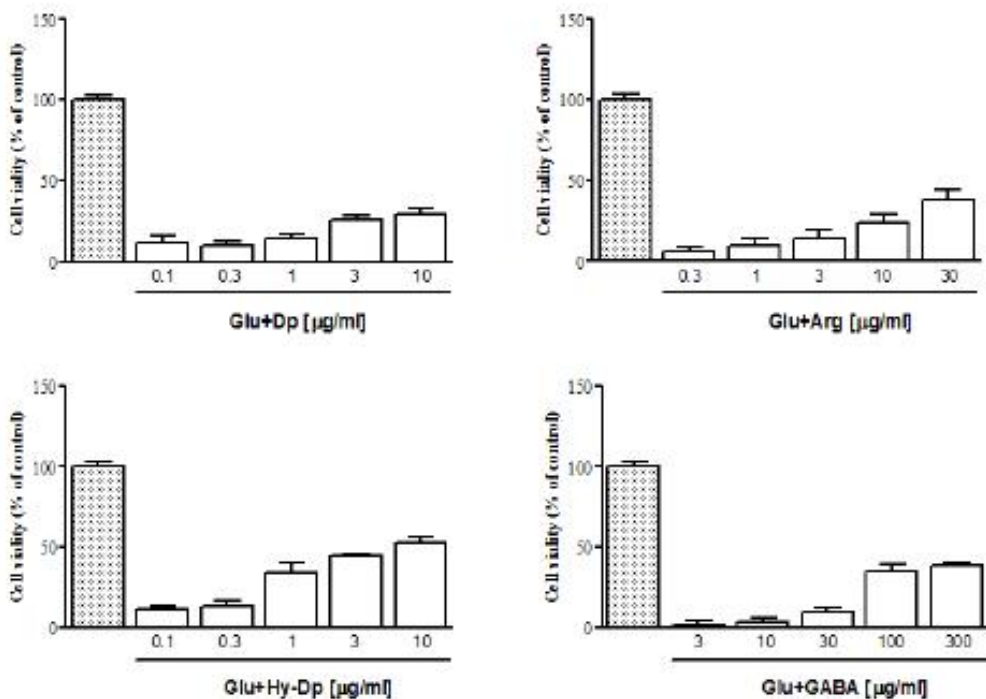 Cell viability (% of control)
150
100
50
0
0.1 0.3 1 3 10
Glu+Dp [µg/ml]
Cell viability (% of control)
150
100
50
0
0.3 1 3 10 30
Glu+Arg [µg/ml]
Cell viability (% of control)
150
100
50
0
0.1 0.3 1 3 10
Glu+Hy-Dp [µg/ml]
Cell viability (% of control)
150
100
50
0
3 10 30 100 300
Glu+GABA [µg/ml]